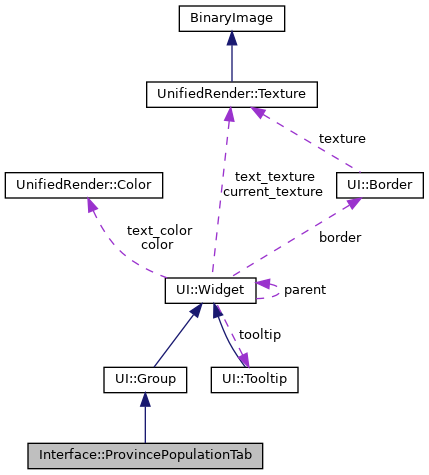 BinaryImage
UnifiedRender::Texture
texture
UnifiedRender::Color
text_texture
current_texture
UI::Border
text_color
color
border
UI::Widget
parent
tooltip
UI::Group
UI::Tooltip
Interface::ProvincePopulationTab